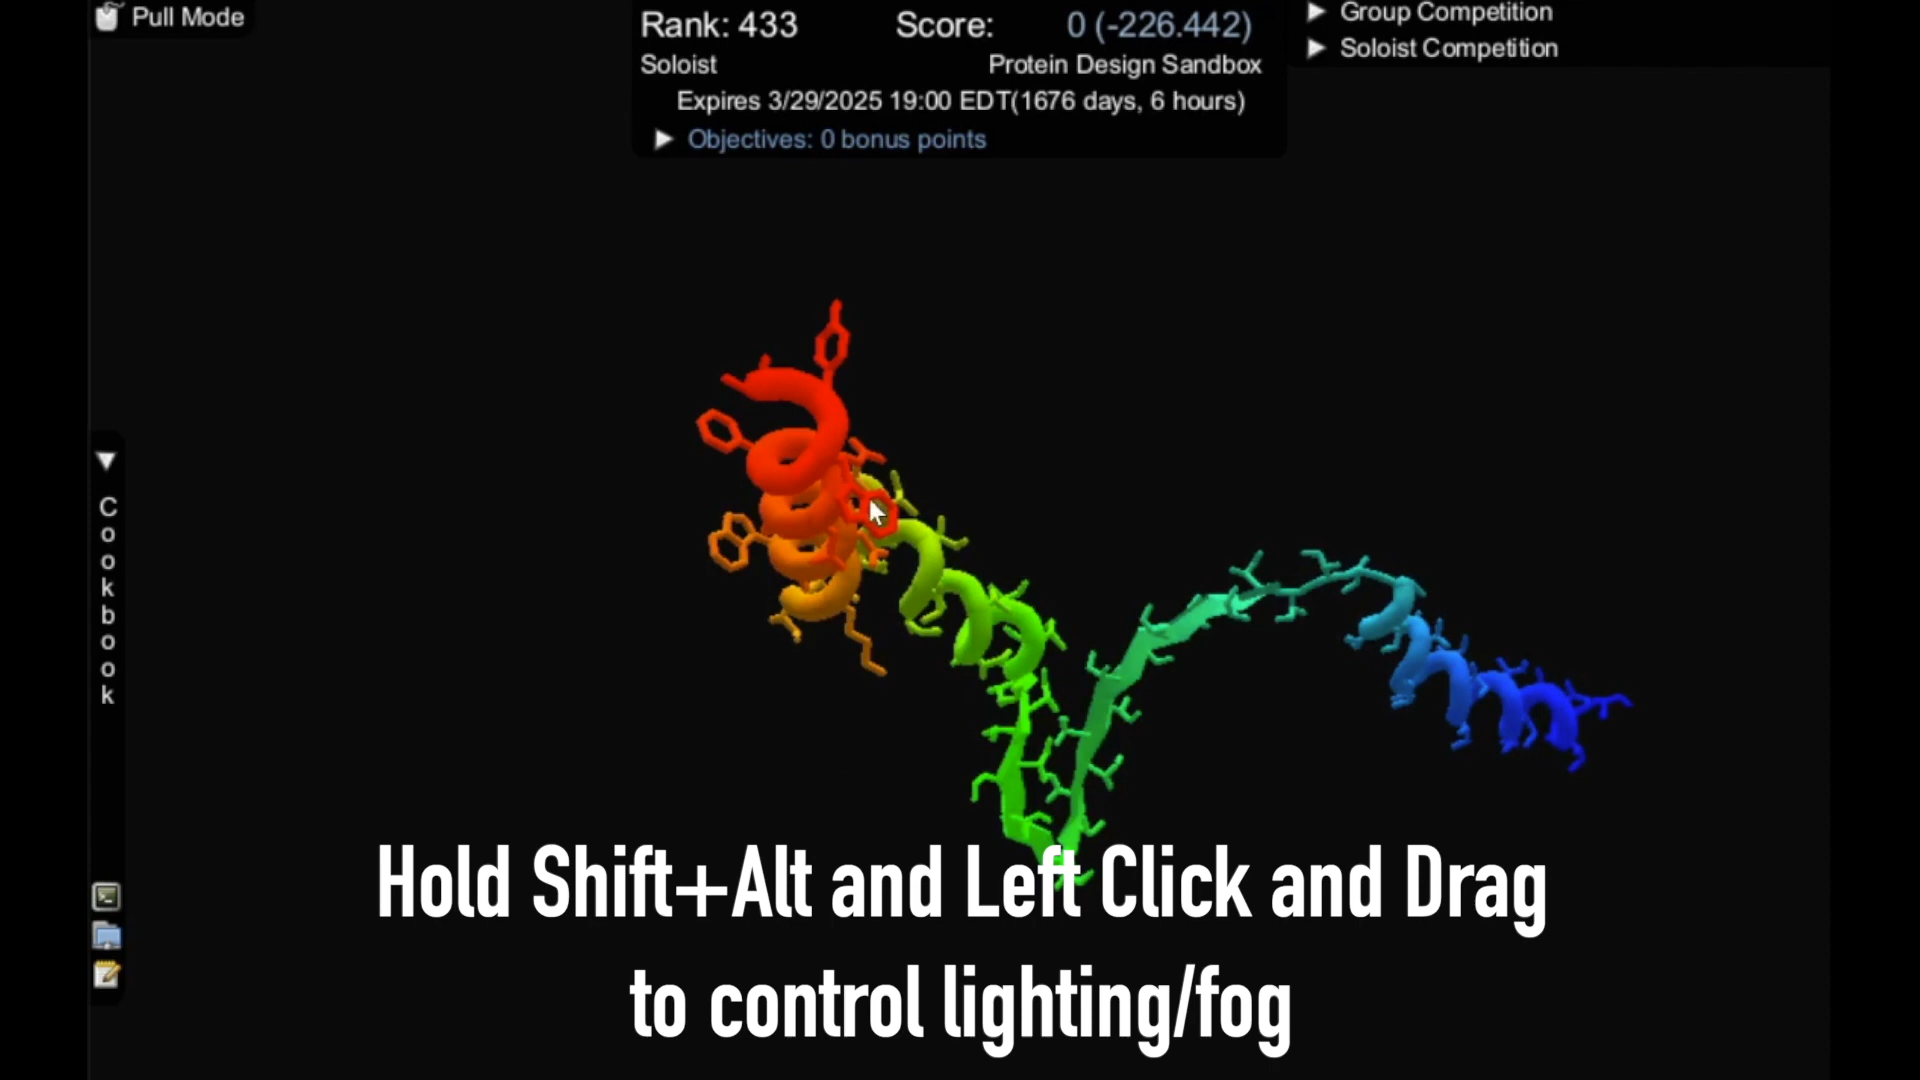 Pull Mode
Rank: 433 Score: 0 (-226.442)
Soloist Protein Design Sandbox
Expires 3/29/2025 19:00 EDT(1676 days, 6 hours)
Objectives: 0 bonus points
Group Competition
Soloist Competition
Cookbook
Hold Shift+Alt and Left Click and Drag
to control lighting/fog